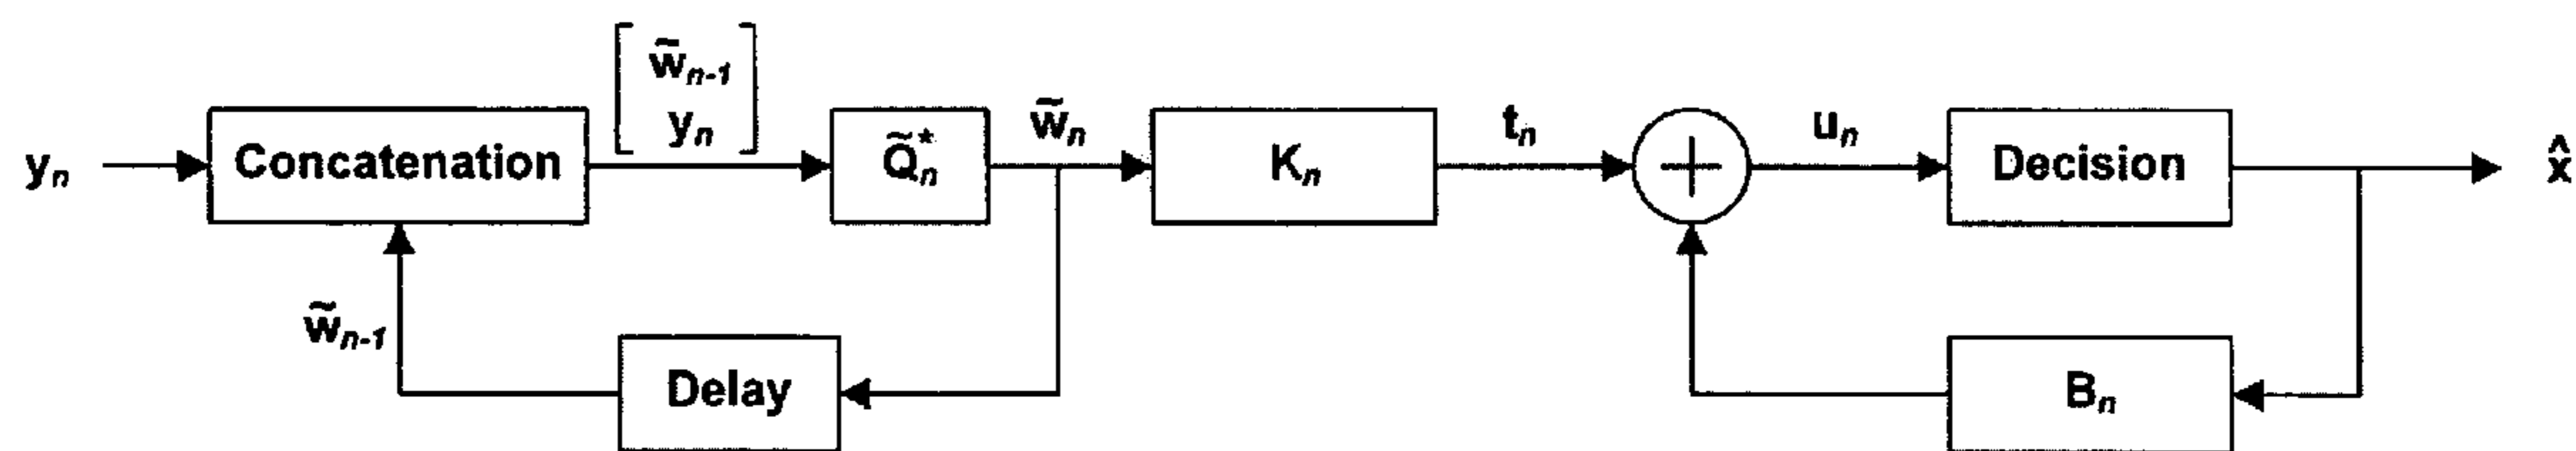 [ w̃ₙ₋₁
yₙ ]
yₙ
Concatenation
Q̃*ₙ
w̃ₙ
Kₙ
tₙ
+
uₙ
Decision
x̂
w̃ₙ₋₁
Delay
Bₙ